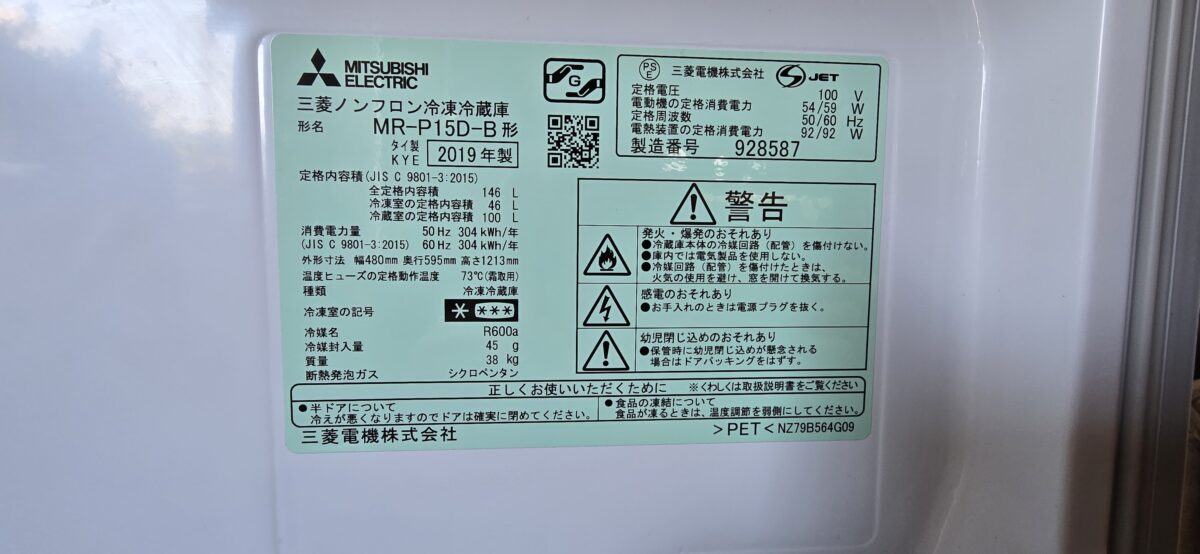 MITSUBISHI
ELECTRIC
G
三菱ノンフロン冷凍冷蔵庫
形名 MR-P15D-B形
タイ製
KYE 2019年製
定格内容積(JIS C 9801-3:2015)
全定格内容積 146 L
冷凍室の定格内容積 46 L
冷蔵室の定格内容積 100 L
消費電力量 50Hz 304kWh/年
(JIS C 9801-3:2015) 60Hz 304kWh/年
外形寸法 幅480mm 奥行595mm 高さ1213mm
温度ヒューズの定格動作温度 73℃(霜取用)
種類 冷凍冷蔵庫
冷凍室の記号 * ***
冷媒名 R600a
冷媒封入量 45 g
質量 38 kg
断熱発泡ガス シクロペンタン
PS
E 三菱電機株式会社 S JET
定格電圧 100 V
電動機の定格消費電力 54/59 W
定格周波数 50/60 Hz
電熱装置の定格消費電力 92/92 W
製造番号 928587
警告
発火・爆発のおそれあり
●冷蔵庫本体の冷媒回路(配管)を傷付けない。
●庫内では電気製品を使用しない。
●冷媒回路(配管)を傷付けたときは、
火気の使用を避け、窓を開けて換気する。
感電のおそれあり
●お手入れのときは電源プラグを抜く。
幼児閉じ込めのおそれあり
●保管時に幼児閉じ込めが懸念される
場合はドアパッキングをはずす。
正しくお使いいただくために ※くわしくは取扱説明書をご覧ください
●半ドアについて
冷えが悪くなりますのでドアは確実に閉めてください。
●食品の凍結について
食品が凍るときは、温度調節を弱側にしてください。
三菱電機株式会社
>PET< NZ79B564G09